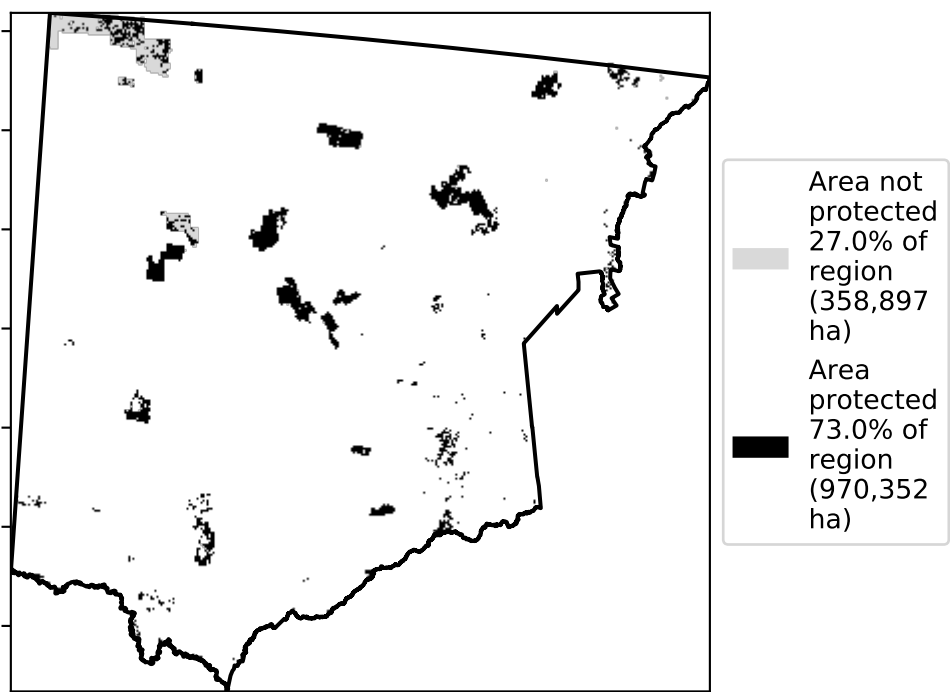 Area not
protected
27.0% of
region
(358,897
ha)
Area
protected
73.0% of
region
(970,352
ha)